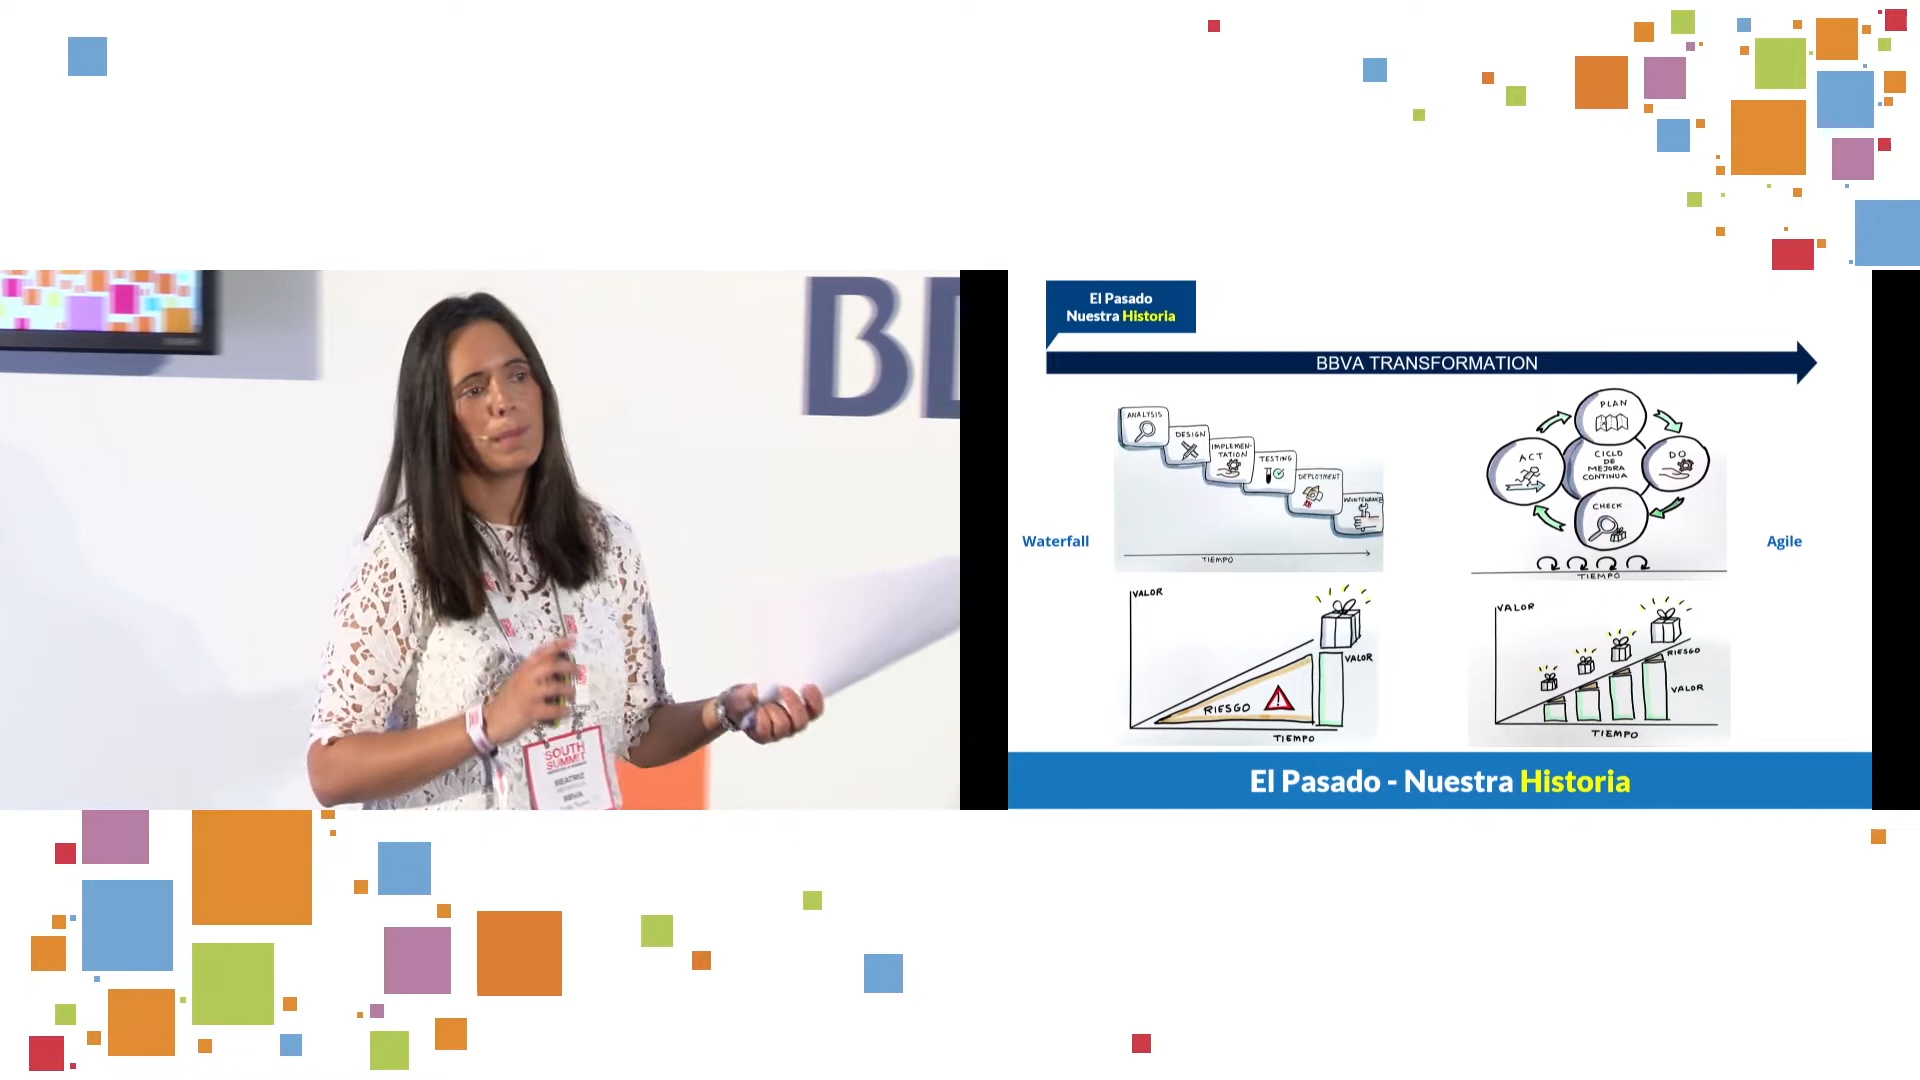 El Pasado
Nuestra Historia
BBVA TRANSFORMATION
ANALYSIS
DESIGN
IMPLEMEN-
TATION
TESTING
DEPLOYMENT
MAINTENANCE
TIEMPO
Waterfall
PLAN
ACT
CICLO
DE
MEJORA
CONTINUA
DO
CHECK
TIEMPO
Agile
VALOR
VALOR
RIESGO
TIEMPO
VALOR
RIESGO
VALOR
TIEMPO
El Pasado - Nuestra Historia
SOUTH
SUMMIT
BEATRIZ
BBVA